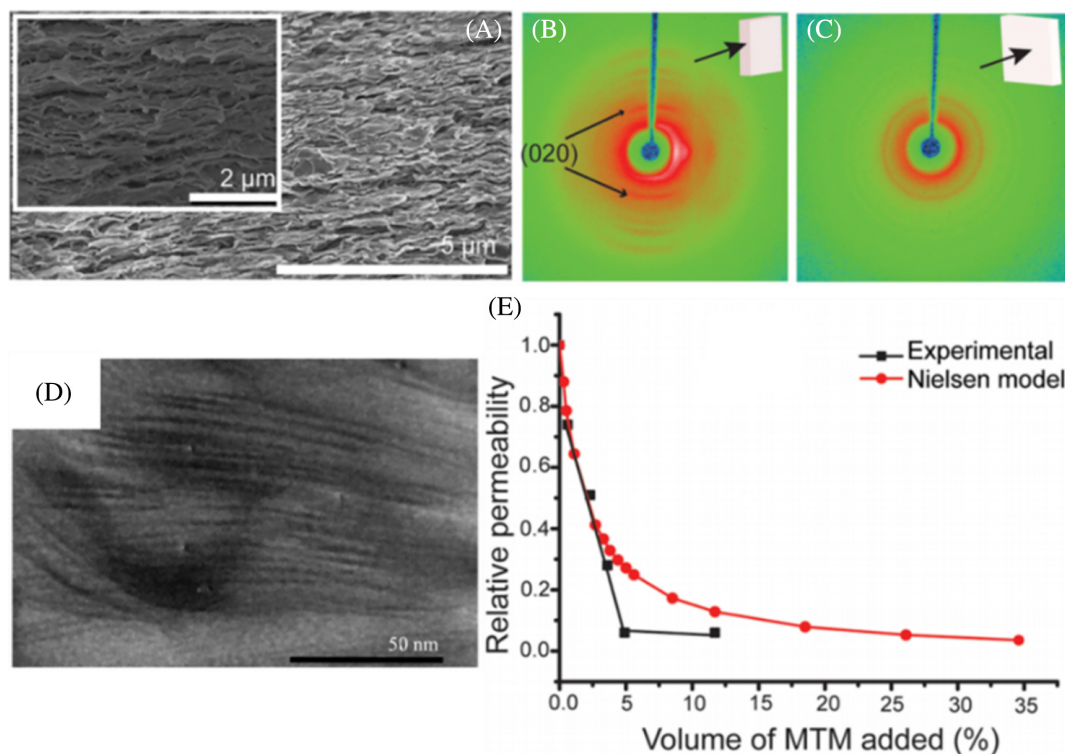 (A)
2 µm
5 µm
(B)
(020)
(C)
(D)
50 nm
(E)
Experimental
Nielsen model
Relative permeability
1.0
0.8
0.6
0.4
0.2
0.0
0.0 5 10 15 20 25 30 35
Volume of MTM added (%)